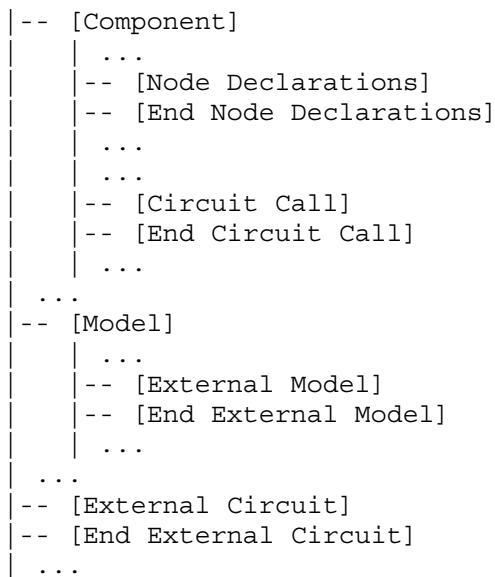 |-- [Component]
|   | ...
|   |-- [Node Declarations]
|   |-- [End Node Declarations]
|   | ...
|   | ...
|   |-- [Circuit Call]
|   |-- [End Circuit Call]
|   | ...
| ...
|-- [Model]
|   | ...
|   |-- [External Model]
|   |-- [End External Model]
|   | ...
| ...
|-- [External Circuit]
|-- [End External Circuit]
| ...